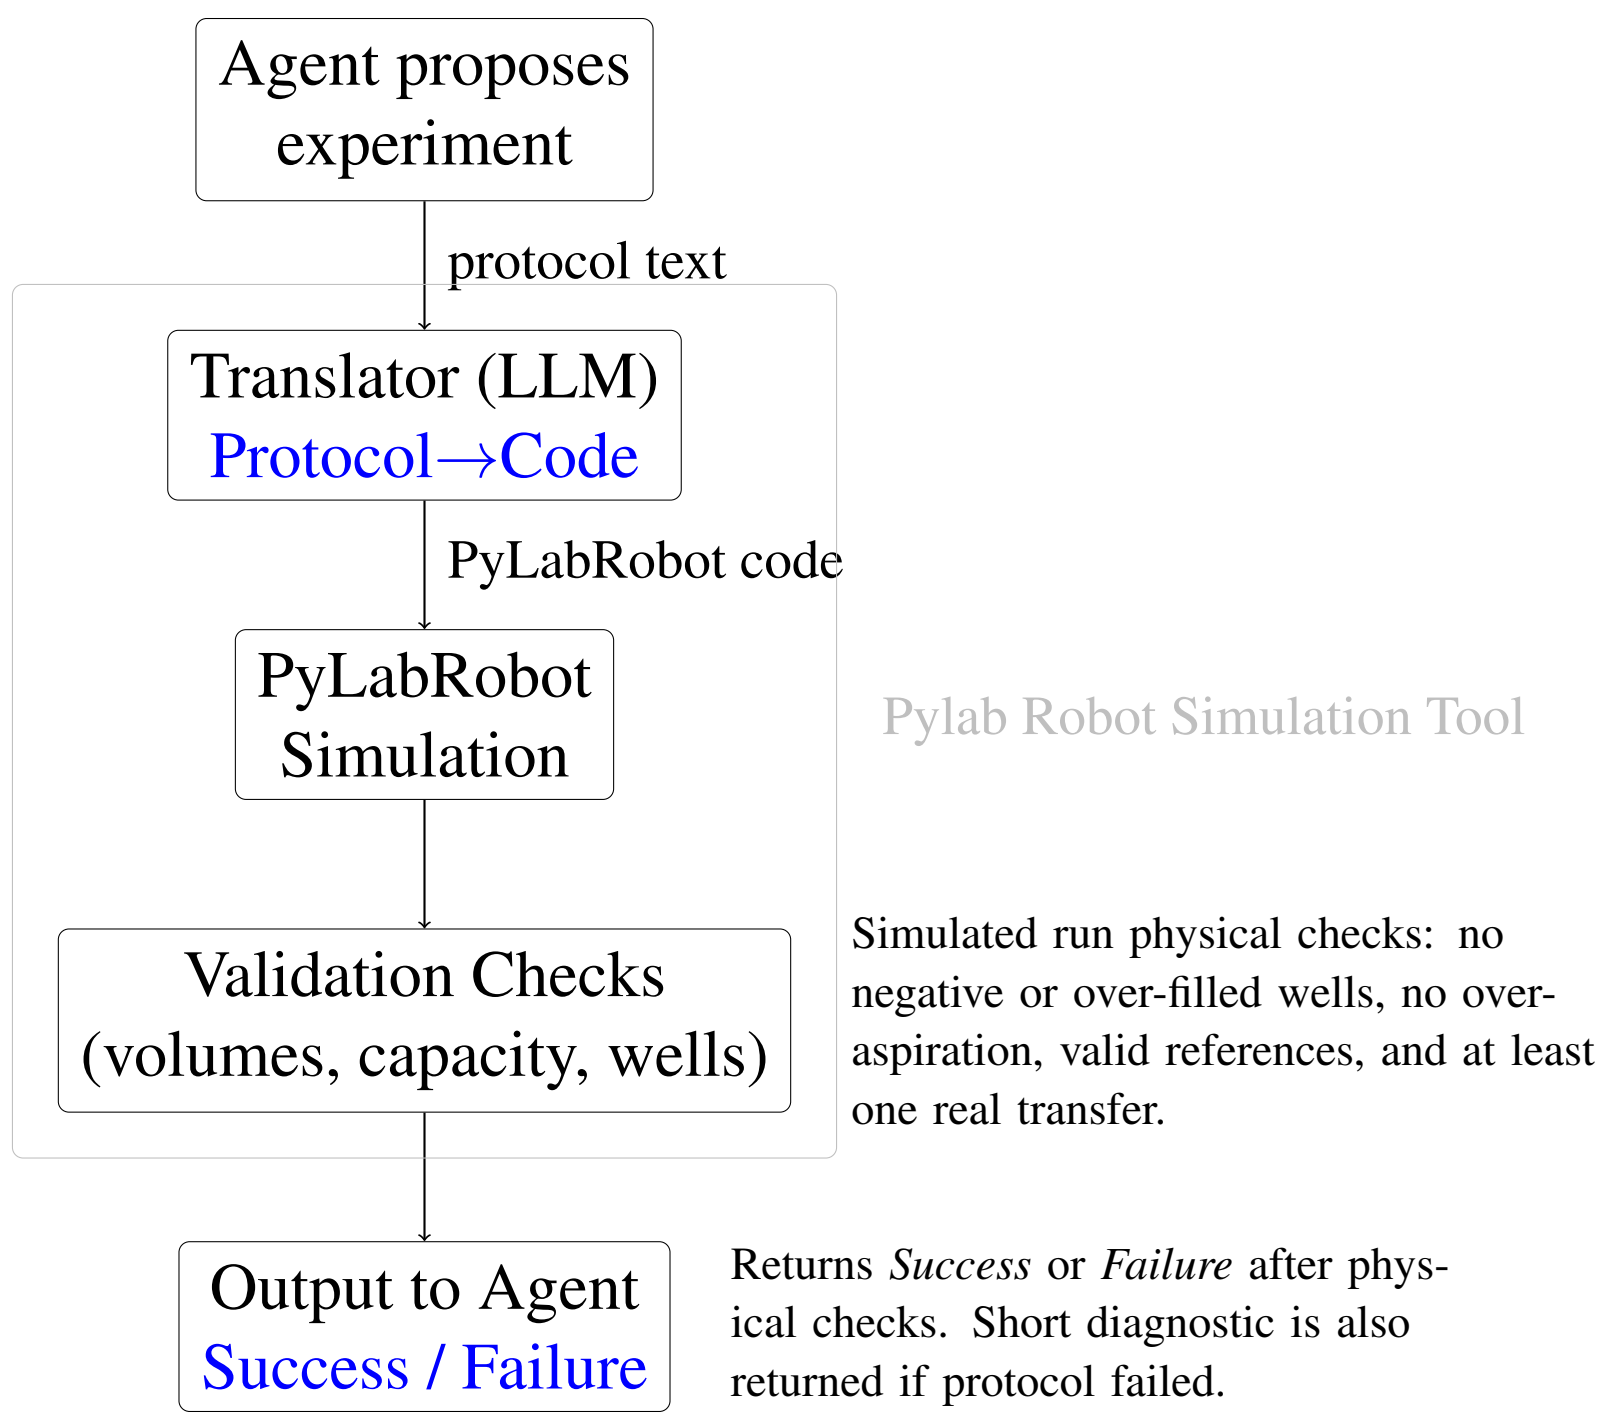 Agent proposes
experiment
protocol text
Translator (LLM)
Protocol→Code
PyLabRobot code
PyLabRobot
Simulation
Pylab Robot Simulation Tool
Validation Checks
(volumes, capacity, wells)
Simulated run physical checks: no
negative or over-filled wells, no over-
aspiration, valid references, and at least
one real transfer.
Output to Agent
Success / Failure
Returns Success or Failure after phys-
ical checks. Short diagnostic is also
returned if protocol failed.